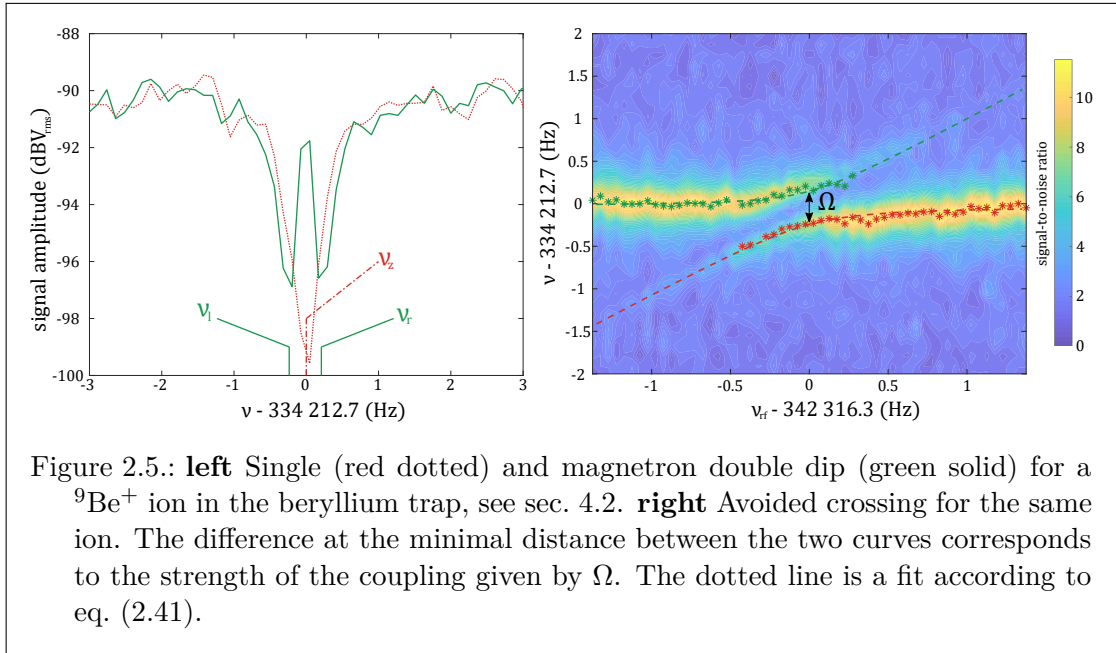 -88
-90
-92
-94
-96
-98
-100
signal amplitude (dBVrms.)
νl
νz
νr
-3
-2
-1
0
1
2
3
ν - 334 212.7 (Hz)
2
1.5
1
0.5
0
-0.5
-1
-1.5
-2
ν - 334 212.7 (Hz)
Ω
-1
-0.5
0
0.5
1
νrf - 342 316.3 (Hz)
signal-to-noise ratio
10
8
6
4
2
0
Figure 2.5.: left Single (red dotted) and magnetron double dip (green solid) for a
⁹Be⁺ ion in the beryllium trap, see sec. 4.2. right Avoided crossing for the same
ion. The difference at the minimal distance between the two curves corresponds
to the strength of the coupling given by Ω. The dotted line is a fit according to
eq. (2.41).